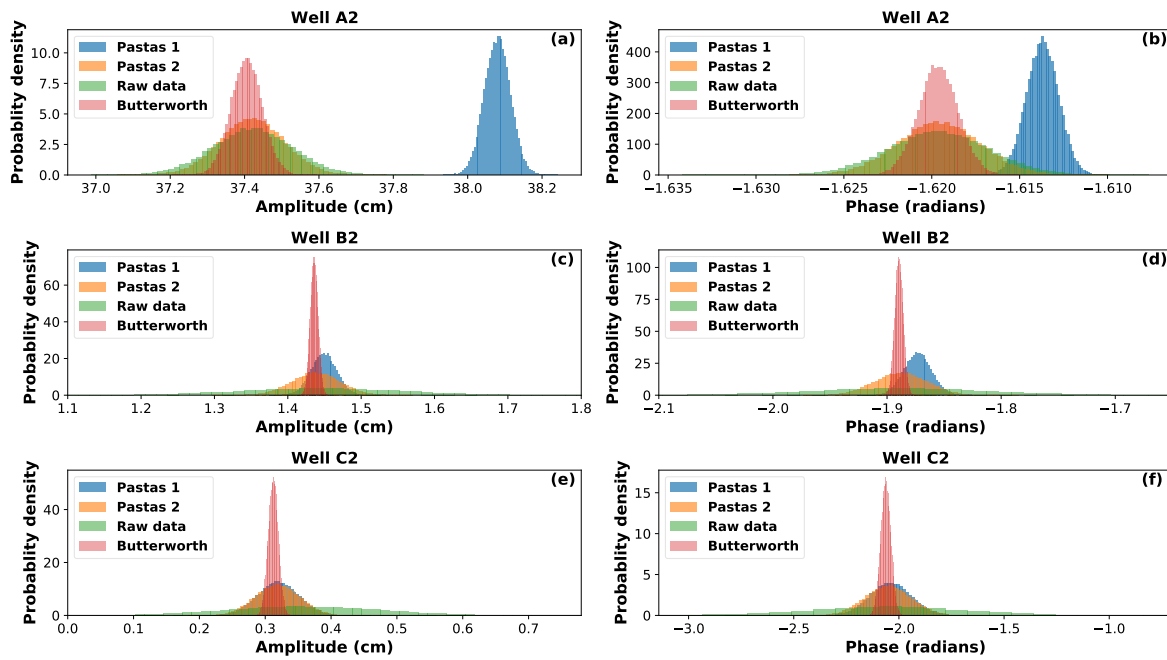 Well A2
(a)
Pastas 1
Pastas 2
Raw data
Butterworth
Probablity density
0.0
2.5
5.0
7.5
10.0
37.0 37.2 37.4 37.6 37.8 38.0 38.2
Amplitude (cm)
Well A2
(b)
Pastas 1
Pastas 2
Raw data
Butterworth
Probablity density
0
100
200
300
400
−1.635 −1.630 −1.625 −1.620 −1.615 −1.610
Phase (radians)
Well B2
(c)
Pastas 1
Pastas 2
Raw data
Butterworth
Probablity density
0
20
40
60
1.1 1.2 1.3 1.4 1.5 1.6 1.7 1.8
Amplitude (cm)
Well B2
(d)
Pastas 1
Pastas 2
Raw data
Butterworth
Probablity density
0
25
50
75
100
−2.1 −2.0 −1.9 −1.8 −1.7
Phase (radians)
Well C2
(e)
Pastas 1
Pastas 2
Raw data
Butterworth
Probablity density
0
20
40
0.0 0.1 0.2 0.3 0.4 0.5 0.6 0.7
Amplitude (cm)
Well C2
(f)
Pastas 1
Pastas 2
Raw data
Butterworth
Probablity density
0
5
10
15
−3.0 −2.5 −2.0 −1.5 −1.0
Phase (radians)